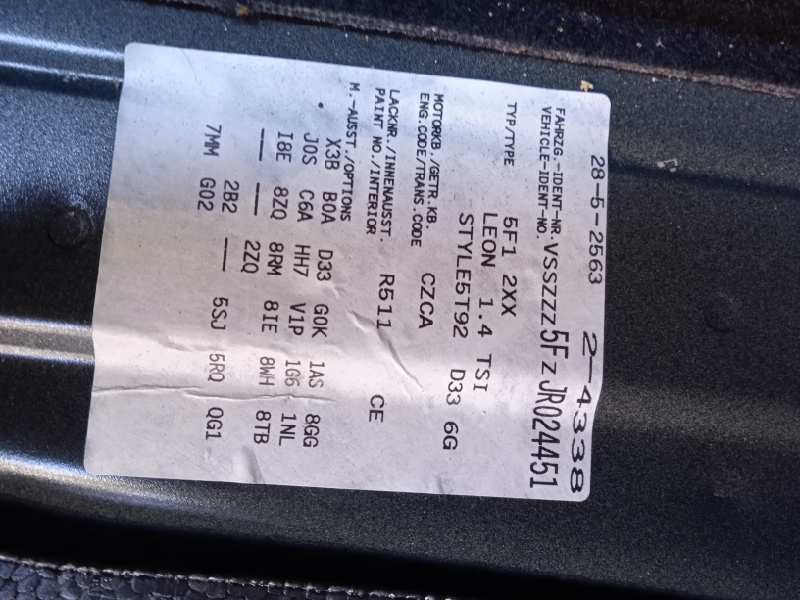 28-5-2563 2-4338
FAHRZG.-IDENT-NR.
VEHICLE-IDENT-NO. VSSZZZ5FZJR024451
TYP/TYPE 5F1 2XX
LEON 1.4 TSI
STYLE5T92 D33 6G
MOTORKB./GETR.KB.
ENG.CODE/TRANS.CODE CZCA
LACKNR./INNENAUSST.
PAINT NO./INTERIOR R511 CE
M.-AUSST./OPTIONS
X3B B0A D33 G0K 1AS 8GG
J0S C6A HH7 V1P 1G6 1NL
I8E 8ZQ 8RM 8IE 8WH 8TB
— — 2ZQ
2B2 — 5SJ 5RQ QG1
7MM G02